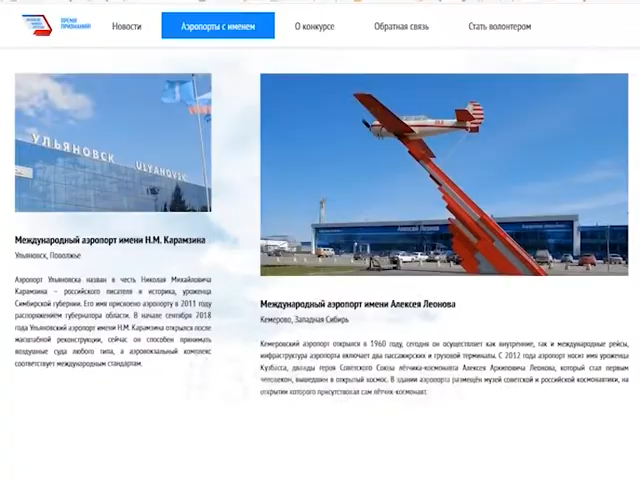 ВРЕМЯ
ПРИЗНАНИЙ!
Новости
Аэропорты с именем
О конкурсе
Обратная связь
Стать волонтером
УЛЬЯНОВСК ULYANOVSK
Алексей Леонов
Международный аэропорт имени Н.М. Карамзина
Ульяновск, Поволжье
Аэропорт Ульяновска назван в честь Николая Михайловича
Карамзина – российского писателя и историка, уроженца
Симбирской губернии. Его имя присвоено аэропорту в 2011 году
распоряжением губернатора области. В начале сентября 2018
года Ульяновский аэропорт имени Н.М. Карамзина открылся после
масштабной реконструкции, сейчас он способен принимать
воздушные суда любого типа, а аэровокзальный комплекс
соответствует международным стандартам.
Международный аэропорт имени Алексея Леонова
Кемерово, Западная Сибирь
Кемеровский аэропорт открылся в 1960 году, сегодня он осуществляет как внутренние, так и международные рейсы,
инфраструктура аэропорта включает два пассажирских и грузовой терминалы. С 2012 года аэропорт носит имя уроженца
Кузбасса, дважды героя Советского Союза лётчика-космонавта Алексея Архиповича Леонова, который стал первым
человеком, вышедшим в открытый космос. В здании аэропорта размещён музей советской и российской космонавтики, на
открытии которого присутствовал сам лётчик-космонавт.